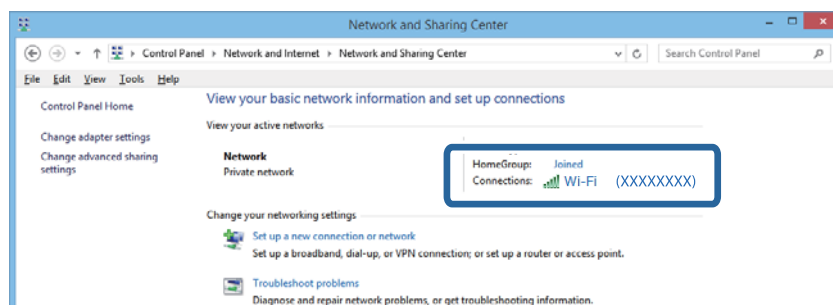 Network and Sharing Center
Control Panel Network and Internet Network and Sharing Center
Search Control Panel
File Edit View Tools Help
Control Panel Home
Change adapter settings
Change advanced sharing
settings
View your basic network information and set up connections
View your active networks
Network
Private network
HomeGroup: Joined
Connections: Wi-Fi (XXXXXXXX)
Change your networking settings
Set up a new connection or network
Set up a broadband, dial-up, or VPN connection; or set up a router or access point.
Troubleshoot problems
Diagnose and repair network problems, or get troubleshooting information.